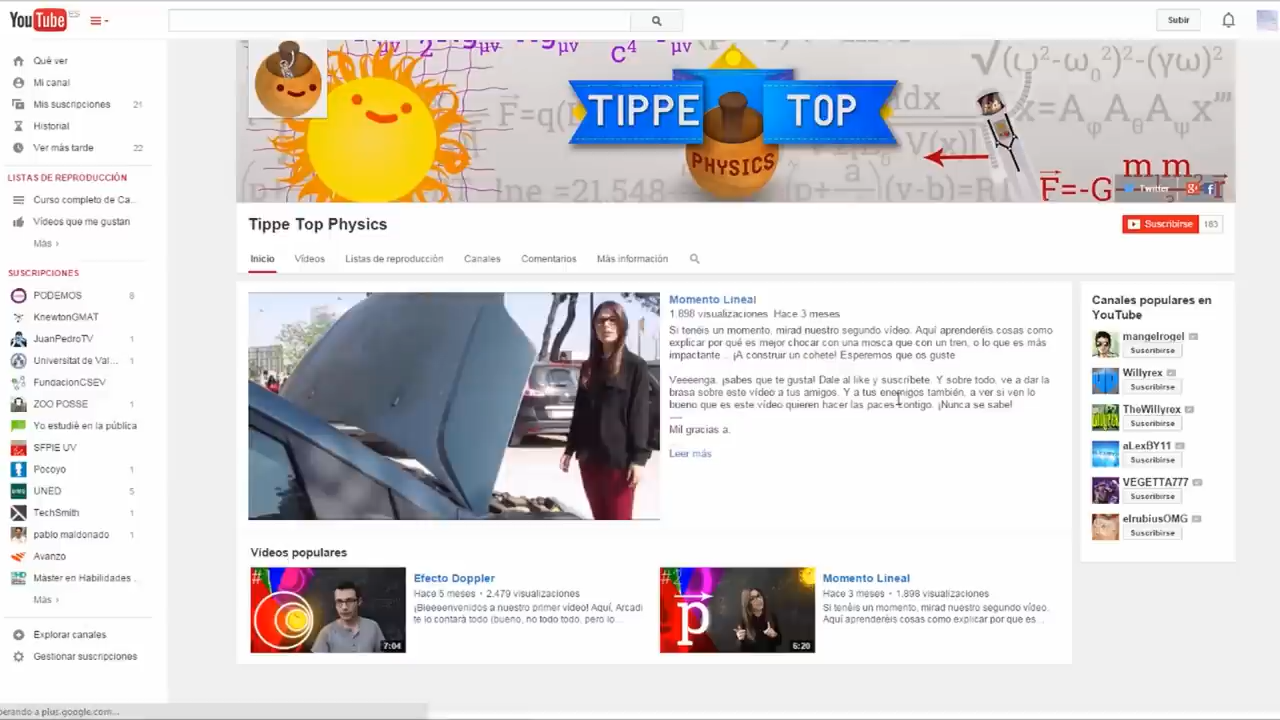 YouTube ES
Subir
Qué ver
Mi canal
Mis suscripciones 21
Historial
Ver más tarde 22
LISTAS DE REPRODUCCIÓN
Curso completo de Ca...
Vídeos que me gustan
Más ›
SUSCRIPCIONES
PODEMOS 8
KnewtonGMAT
JuanPedroTV 1
Universitat de Val... 1
FundacionCSEV
ZOO POSSE 1
Yo estudié en la pública
SFPIE UV
Pocoyo 1
UNED 5
TechSmith 1
pablo maldonado 1
Avanzo
Máster en Habilidades...
Más ›
Explorar canales
Gestionar suscripciones
TIPPE TOP
PHYSICS
Twitter
Tippe Top Physics
Suscribirse 183
Inicio Vídeos Listas de reproducción Canales Comentarios Más información
Momento Lineal
1.898 visualizaciones Hace 3 meses
Si tenéis un momento, mirad nuestro segundo vídeo. Aquí aprenderéis cosas como
explicar por qué es mejor chocar con una mosca que con un tren, o lo que es más
impactante... ¡A construir un cohete! Esperemos que os guste
Veeeenga, ¡sabes que te gusta! Dale al like y suscríbete. Y sobre todo, ve a dar la
brasa sobre este vídeo a tus amigos. Y a tus enemigos también, a ver si ven lo
bueno que es este vídeo quieren hacer las paces contigo. ¡Nunca se sabe!
Mil gracias a:
Leer más
Vídeos populares
Efecto Doppler
Hace 5 meses • 2.479 visualizaciones
¡Bieeeenvenidos a nuestro primer vídeo! Aquí, Arcadi
te lo contará todo (bueno, no todo todo, pero lo...
7:04
Momento Lineal
Hace 3 meses • 1.898 visualizaciones
Si tenéis un momento, mirad nuestro segundo vídeo.
Aquí aprenderéis cosas como explicar por qué es...
#2
p
6:20
Canales populares en
YouTube
mangelrogel
Suscribirse
Willyrex
Suscribirse
TheWillyrex
Suscribirse
aLexBY11
Suscribirse
VEGETTA777
Suscribirse
elrubiusOMG
Suscribirse
perando a plus.google.com...